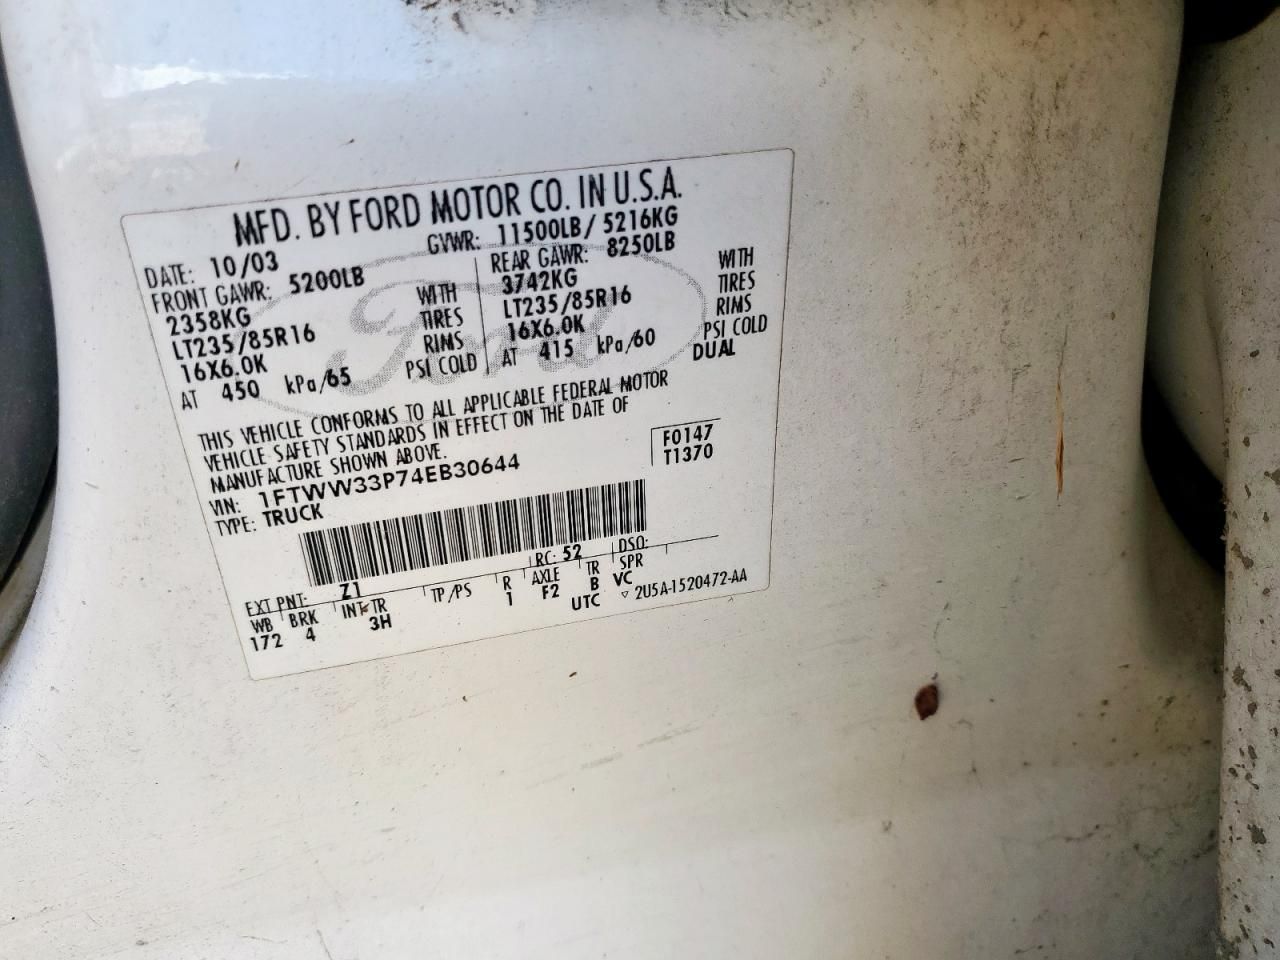 MFD. BY FORD MOTOR CO. IN U.S.A.
DATE: 10/03 GVWR: 11500LB/ 5216KG
FRONT GAWR: 5200LB REAR GAWR: 8250LB
2358KG WITH 3742KG WITH
LT235/85R16 TIRES LT235/85R16 TIRES
16X6.0K RIMS 16X6.0K RIMS
AT 450 kPa/65 PSI COLD AT 415 kPa/60 PSI COLD
DUAL
THIS VEHICLE CONFORMS TO ALL APPLICABLE FEDERAL MOTOR
VEHICLE SAFETY STANDARDS IN EFFECT ON THE DATE OF
MANUFACTURE SHOWN ABOVE.
F0147
VIN: 1FTWW33P74EB30644
T1370
TYPE: TRUCK
EXT PNT: Z1 RC: 52 DSO:
WB BRK INT TR TP/PS R AXLE TR SPR
172 4 3H 1 F2 B VC
UTC ▽ 2U5A-1520472-AA
Ford